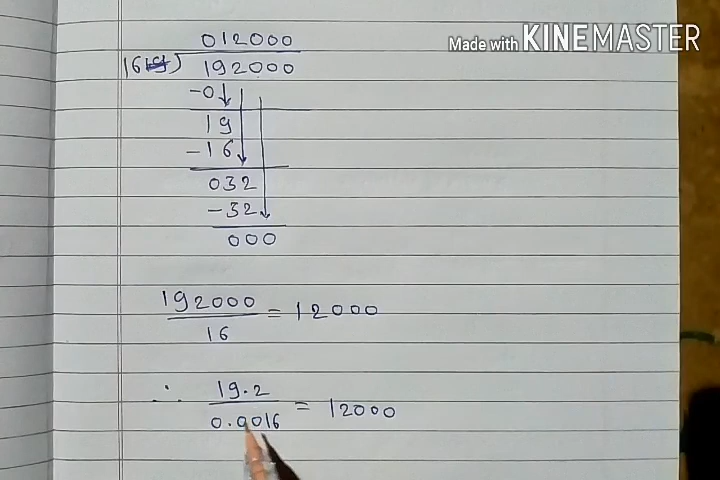 Made with KINEMASTER
012000
16 ) 192000
-0
19
-16
032
-32
000
192000
/16 = 12000
∴ 19.2
/0.0016 = 12000